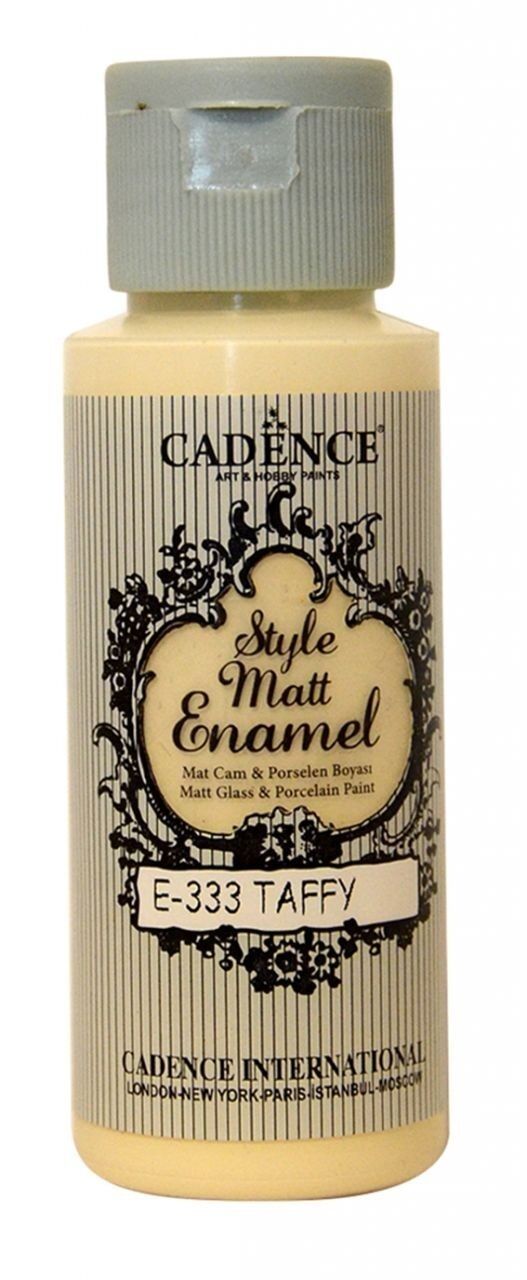 CADENCE®
ART & HOBBY PAINTS
Style
Matt
Enamel
Mat Cam & Porselen Boyası
Matt Glass & Porcelain Paint
E-333 TAFFY
CADENCE INTERNATIONAL
LONDON-NEW YORK-PARIS-İSTANBUL-MOSCOW